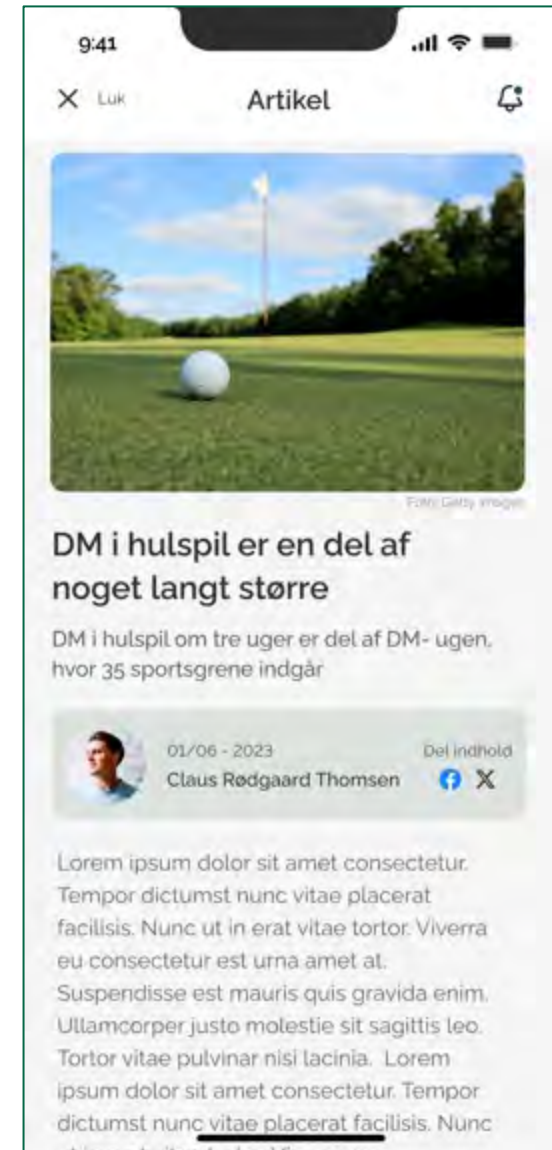 9:41
Luk
Artikel
Foto: Getty images
DM i hulspil er en del af
noget langt større
DM i hulspil om tre uger er del af DM- ugen,
hvor 35 sportsgrene indgår
01/06 - 2023
Del indhold
Claus Rødgaard Thomsen
Lorem ipsum dolor sit amet consectetur.
Tempor dictumst nunc vitae placerat
facilisis. Nunc ut in erat vitae tortor. Viverra
eu consectetur est urna amet at.
Suspendisse est mauris quis gravida enim.
Ullamcorper justo molestie sit sagittis leo.
Tortor vitae pulvinar nisi lacinia. Lorem
ipsum dolor sit amet consectetur. Tempor
dictumst nunc vitae placerat facilisis. Nunc